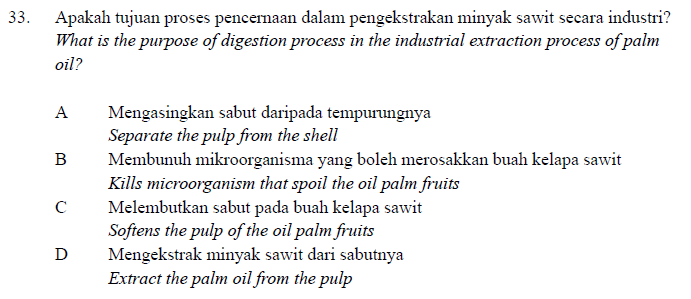 33. Apakah tujuan proses pencernaan dalam pengekstrakan minyak sawit secara industri?
What is the purpose of digestion process in the industrial extraction process of palm
oil?
A Mengasingkan sabut daripada tempurungnya
Separate the pulp from the shell
B Membunuh mikroorganisma yang boleh merosakkan buah kelapa sawit
Kills microorganism that spoil the oil palm fruits
C Melembutkan sabut pada buah kelapa sawit
Softens the pulp of the oil palm fruits
D Mengekstrak minyak sawit dari sabutnya
Extract the palm oil from the pulp